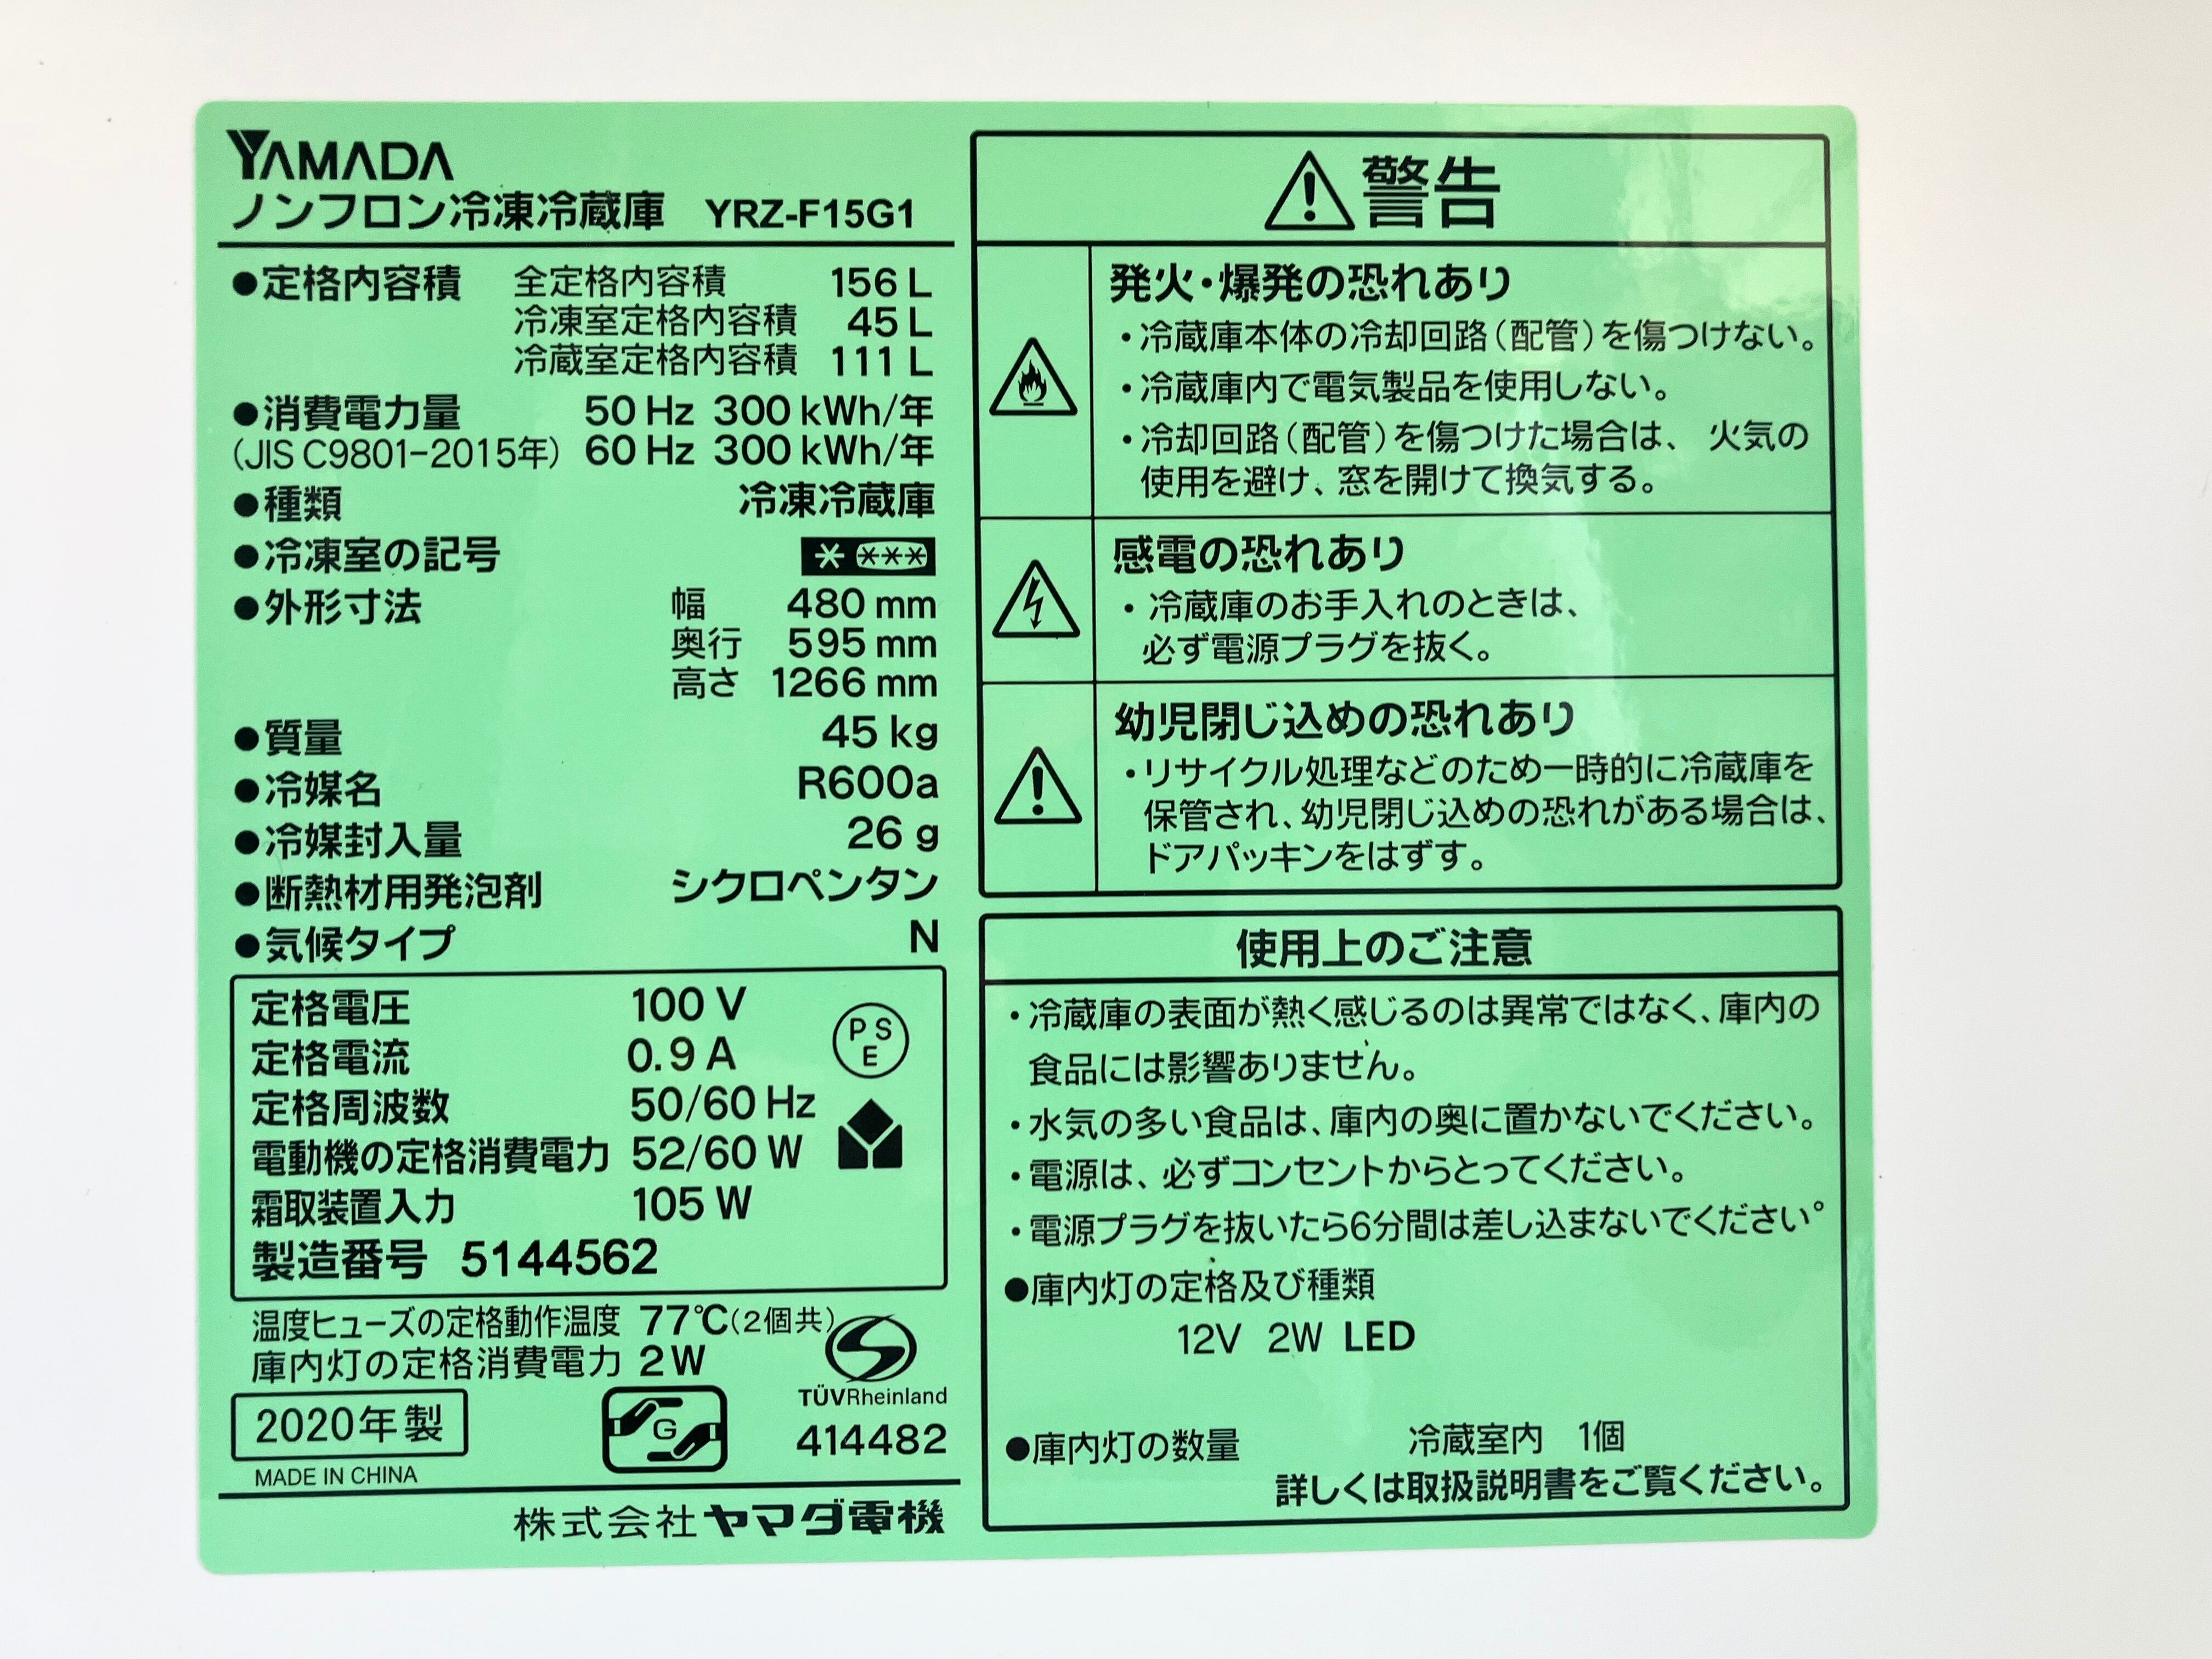 YAMADA
ノンフロン冷凍冷蔵庫 YRZ-F15G1
●定格内容積 全定格内容積 156 L
冷凍室定格内容積 45 L
冷蔵室定格内容積 111 L
●消費電力量 50 Hz 300 kWh/年
(JIS C9801-2015年) 60 Hz 300 kWh/年
●種類 冷凍冷蔵庫
●冷凍室の記号 * ***
●外形寸法 幅 480 mm
奥行 595 mm
高さ 1266 mm
●質量 45 kg
●冷媒名 R600a
●冷媒封入量 26 g
●断熱材用発泡剤 シクロペンタン
●気候タイプ N
定格電圧 100 V
定格電流 0.9 A
定格周波数 50/60 Hz
電動機の定格消費電力 52/60 W
霜取装置入力 105 W
製造番号 5144562
PS
E
温度ヒューズの定格動作温度 77℃(2個共)
庫内灯の定格消費電力 2 W
2020年製
MADE IN CHINA
G
TÜVRheinland
414482
株式会社ヤマダ電機
⚠警告
発火・爆発の恐れあり
・冷蔵庫本体の冷却回路(配管)を傷つけない。
・冷蔵庫内で電気製品を使用しない。
・冷却回路(配管)を傷つけた場合は、 火気の
使用を避け、窓を開けて換気する。
感電の恐れあり
・冷蔵庫のお手入れのときは、
必ず電源プラグを抜く。
幼児閉じ込めの恐れあり
・リサイクル処理などのため一時的に冷蔵庫を
保管され、幼児閉じ込めの恐れがある場合は、
ドアパッキンをはずす。
使用上のご注意
・冷蔵庫の表面が熱く感じるのは異常ではなく、庫内の
食品には影響ありません。
・水気の多い食品は、庫内の奥に置かないでください。
・電源は、必ずコンセントからとってください。
・電源プラグを抜いたら6分間は差し込まないでください。
●庫内灯の定格及び種類
12V 2W LED
●庫内灯の数量 冷蔵室内 1個
詳しくは取扱説明書をご覧ください。